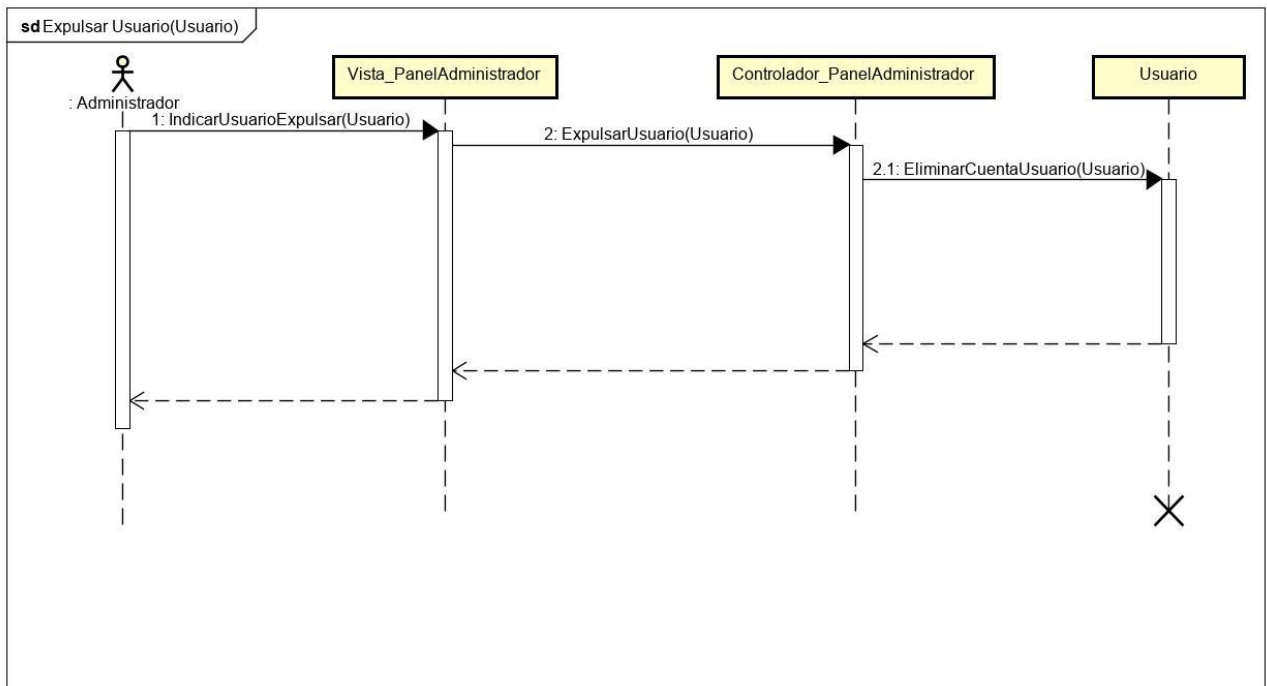 sd Expulsar Usuario(Usuario)
: Administrador
Vista_PanelAdministrador
Controlador_PanelAdministrador
Usuario
1: IndicarUsuarioExpulsar(Usuario)
2: ExpulsarUsuario(Usuario)
2.1: EliminarCuentaUsuario(Usuario)